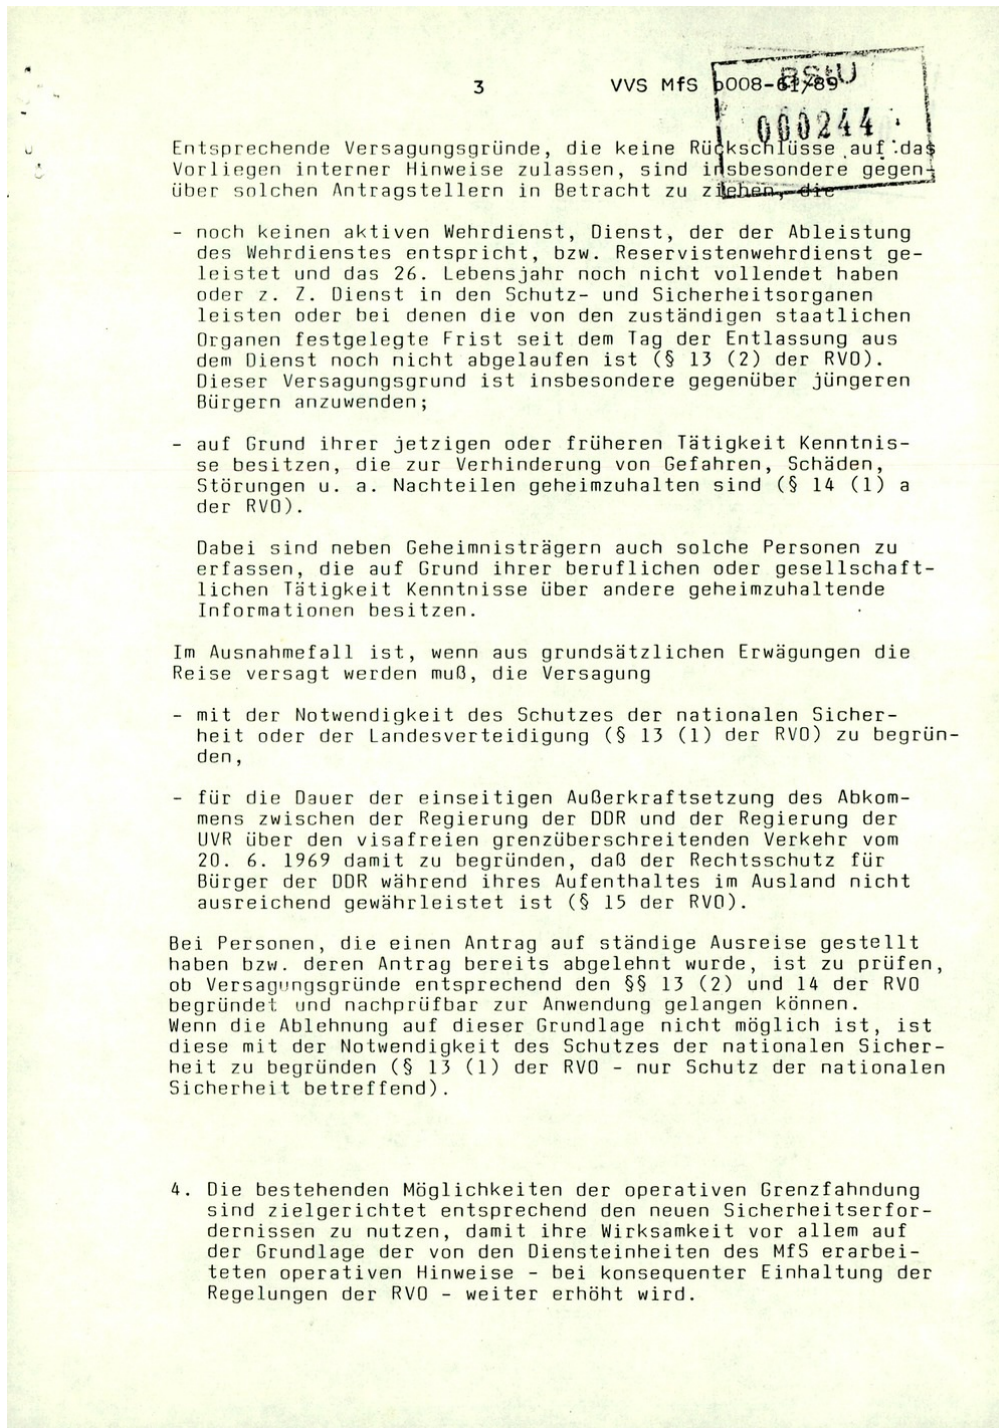 3 VVS MfS o008-61/89
BStU
000244
Entsprechende Versagungsgründe, die keine Rückschlüsse auf das
Vorliegen interner Hinweise zulassen, sind insbesondere gegen-
über solchen Antragstellern in Betracht zu ziehen, die
- noch keinen aktiven Wehrdienst, Dienst, der der Ableistung
des Wehrdienstes entspricht, bzw. Reservistenwehrdienst ge-
leistet und das 26. Lebensjahr noch nicht vollendet haben
oder z. Z. Dienst in den Schutz- und Sicherheitsorganen
leisten oder bei denen die von den zuständigen staatlichen
Organen festgelegte Frist seit dem Tag der Entlassung aus
dem Dienst noch nicht abgelaufen ist (§ 13 (2) der RVO).
Dieser Versagungsgrund ist insbesondere gegenüber jüngeren
Bürgern anzuwenden;
- auf Grund ihrer jetzigen oder früheren Tätigkeit Kenntnis-
se besitzen, die zur Verhinderung von Gefahren, Schäden,
Störungen u. a. Nachteilen geheimzuhalten sind (§ 14 (1) a
der RVO).
Dabei sind neben Geheimnisträgern auch solche Personen zu
erfassen, die auf Grund ihrer beruflichen oder gesellschaft-
lichen Tätigkeit Kenntnisse über andere geheimzuhaltende
Informationen besitzen.
Im Ausnahmefall ist, wenn aus grundsätzlichen Erwägungen die
Reise versagt werden muß, die Versagung
- mit der Notwendigkeit des Schutzes der nationalen Sicher-
heit oder der Landesverteidigung (§ 13 (1) der RVO) zu begrün-
den,
- für die Dauer der einseitigen Außerkraftsetzung des Abkom-
mens zwischen der Regierung der DDR und der Regierung der
UVR über den visafreien grenzüberschreitenden Verkehr vom
20. 6. 1969 damit zu begründen, daß der Rechtsschutz für
Bürger der DDR während ihres Aufenthaltes im Ausland nicht
ausreichend gewährleistet ist (§ 15 der RVO).
Bei Personen, die einen Antrag auf ständige Ausreise gestellt
haben bzw. deren Antrag bereits abgelehnt wurde, ist zu prüfen,
ob Versagungsgründe entsprechend den §§ 13 (2) und 14 der RVO
begründet und nachprüfbar zur Anwendung gelangen können.
Wenn die Ablehnung auf dieser Grundlage nicht möglich ist, ist
diese mit der Notwendigkeit des Schutzes der nationalen Sicher-
heit zu begründen (§ 13 (1) der RVO - nur Schutz der nationalen
Sicherheit betreffend).
4. Die bestehenden Möglichkeiten der operativen Grenzfahndung
sind zielgerichtet entsprechend den neuen Sicherheitserfor-
dernissen zu nutzen, damit ihre Wirksamkeit vor allem auf
der Grundlage der von den Diensteinheiten des MfS erarbei-
teten operativen Hinweise - bei konsequenter Einhaltung der
Regelungen der RVO - weiter erhöht wird.